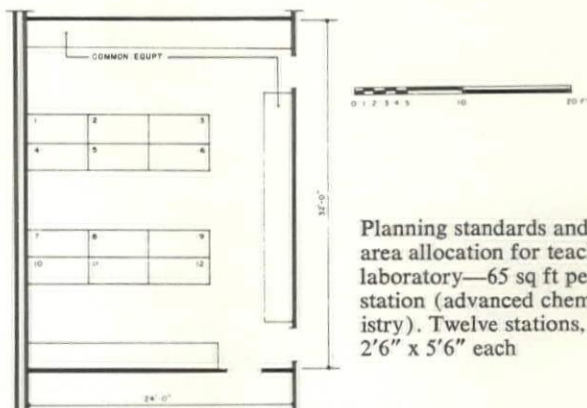 COMMON EQUPT
1 2 3
4 5 6
7 8 9
10 11 12
32'-0"
24'-0"
0 1 2 3 4 5 10 20 FT
Planning standards and
area allocation for teac
laboratory—65 sq ft pe
station (advanced chem
istry). Twelve stations,
2'6" x 5'6" each